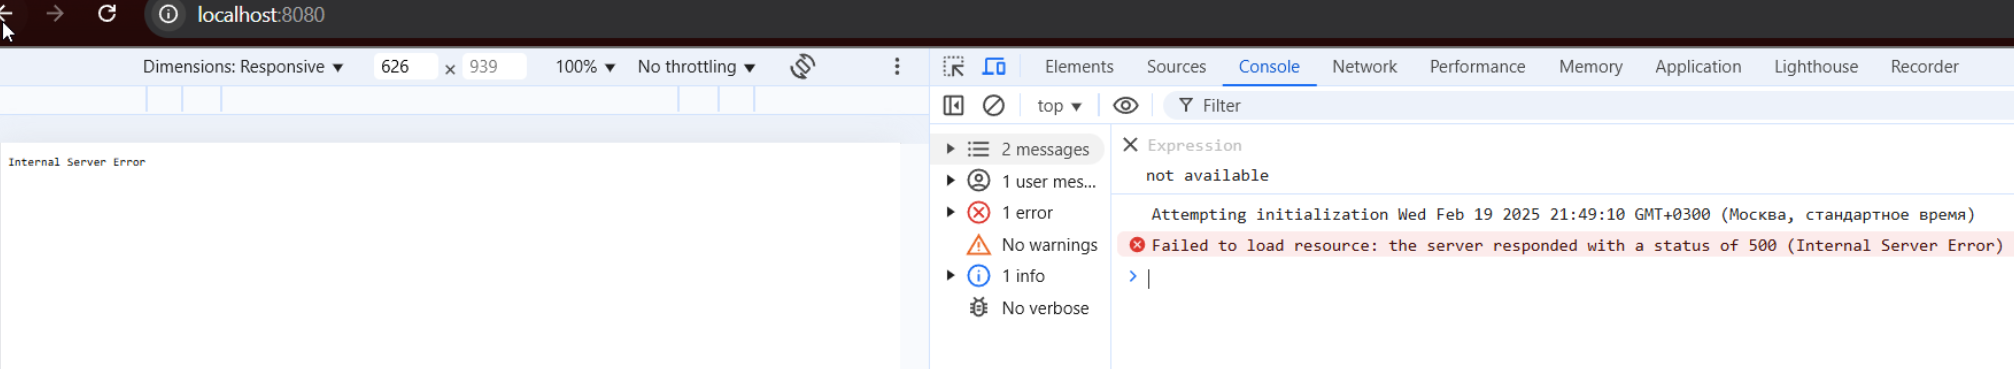 localhost:8080
Dimensions: Responsive 626 x 939 100% No throttling
Elements Sources Console Network Performance Memory Application Lighthouse Recorder
top Filter
Internal Server Error
2 messages
1 user mes...
1 error
No warnings
1 info
No verbose
Expression
not available
Attempting initialization Wed Feb 19 2025 21:49:10 GMT+0300 (Москва, стандартное время)
Failed to load resource: the server responded with a status of 500 (Internal Server Error)